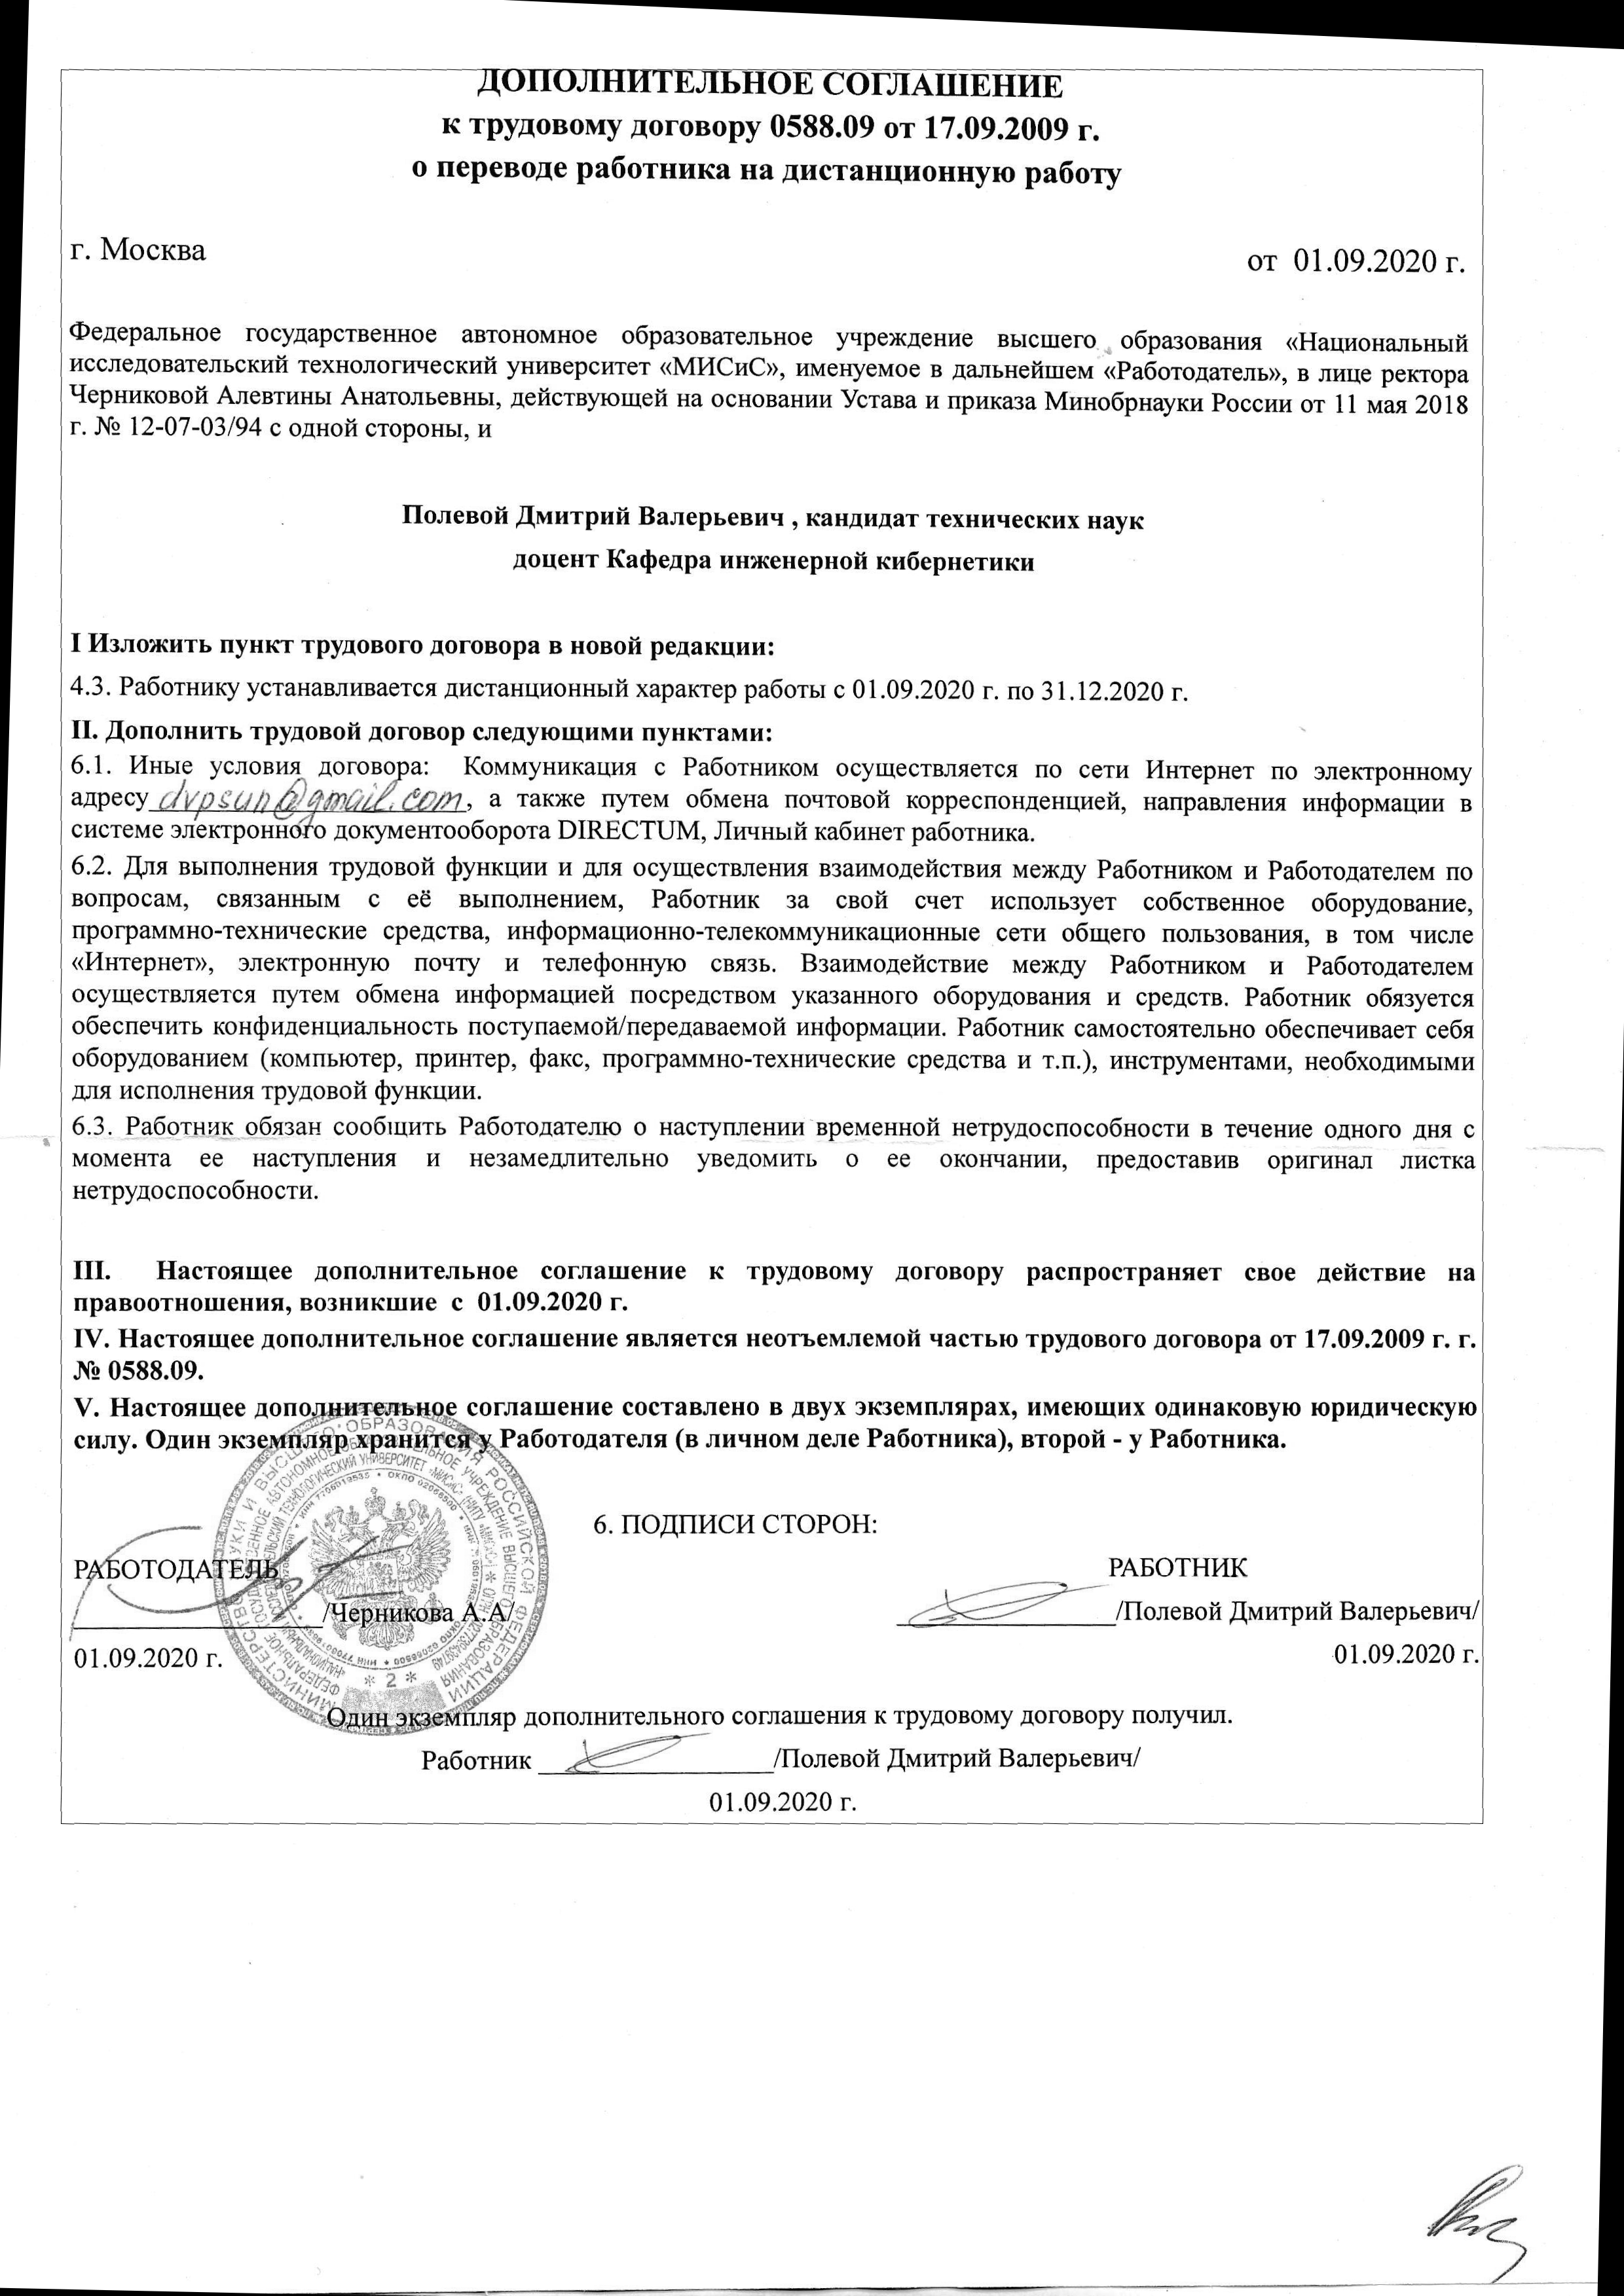 ДОПОЛНИТЕЛЬНОЕ СОГЛАШЕНИЕ
к трудовому договору 0588.09 от 17.09.2009 г.
о переводе работника на дистанционную работу
г. Москва
от 01.09.2020 г.
Федеральное государственное автономное образовательное учреждение высшего образования «Национальный
исследовательский технологический университет «МИСиС», именуемое в дальнейшем «Работодатель», в лице ректора
Черниковой Алевтины Анатольевны, действующей на основании Устава и приказа Минобрнауки России от 11 мая 2018
г. № 12-07-03/94 с одной стороны, и
Полевой Дмитрий Валерьевич , кандидат технических наук
доцент Кафедра инженерной кибернетики
I Изложить пункт трудового договора в новой редакции:
4.3. Работнику устанавливается дистанционный характер работы с 01.09.2020 г. по 31.12.2020 г.
II. Дополнить трудовой договор следующими пунктами:
6.1. Иные условия договора: Коммуникация с Работником осуществляется по сети Интернет по электронному
адресу dvpsun@gmail.com, а также путем обмена почтовой корреспонденцией, направления информации в
системе электронного документооборота DIRECTUM, Личный кабинет работника.
6.2. Для выполнения трудовой функции и для осуществления взаимодействия между Работником и Работодателем по
вопросам, связанным с её выполнением, Работник за свой счет использует собственное оборудование,
программно-технические средства, информационно-телекоммуникационные сети общего пользования, в том числе
«Интернет», электронную почту и телефонную связь. Взаимодействие между Работником и Работодателем
осуществляется путем обмена информацией посредством указанного оборудования и средств. Работник обязуется
обеспечить конфиденциальность поступаемой/передаваемой информации. Работник самостоятельно обеспечивает себя
оборудованием (компьютер, принтер, факс, программно-технические средства и т.п.), инструментами, необходимыми
для исполнения трудовой функции.
6.3. Работник обязан сообщить Работодателю о наступлении временной нетрудоспособности в течение одного дня с
момента ее наступления и незамедлительно уведомить о ее окончании, предоставив оригинал листка
нетрудоспособности.
III. Настоящее дополнительное соглашение к трудовому договору распространяет свое действие на
правоотношения, возникшие с 01.09.2020 г.
IV. Настоящее дополнительное соглашение является неотъемлемой частью трудового договора от 17.09.2009 г. г.
№ 0588.09.
V. Настоящее дополнительное соглашение составлено в двух экземплярах, имеющих одинаковую юридическую
силу. Один экземпляр хранится у Работодателя (в личном деле Работника), второй - у Работника.
6. ПОДПИСИ СТОРОН:
РАБОТОДАТЕЛЬ
РАБОТНИК
/Черникова А.А/
/Полевой Дмитрий Валерьевич/
01.09.2020 г.
01.09.2020 г.
МИНИСТЕРСТВО НАУКИ И ВЫСШЕГО ОБРАЗОВАНИЯ РОССИЙСКОЙ ФЕДЕРАЦИИ
* 2 *
Один экземпляр дополнительного соглашения к трудовому договору получил.
Работник /Полевой Дмитрий Валерьевич/
01.09.2020 г.